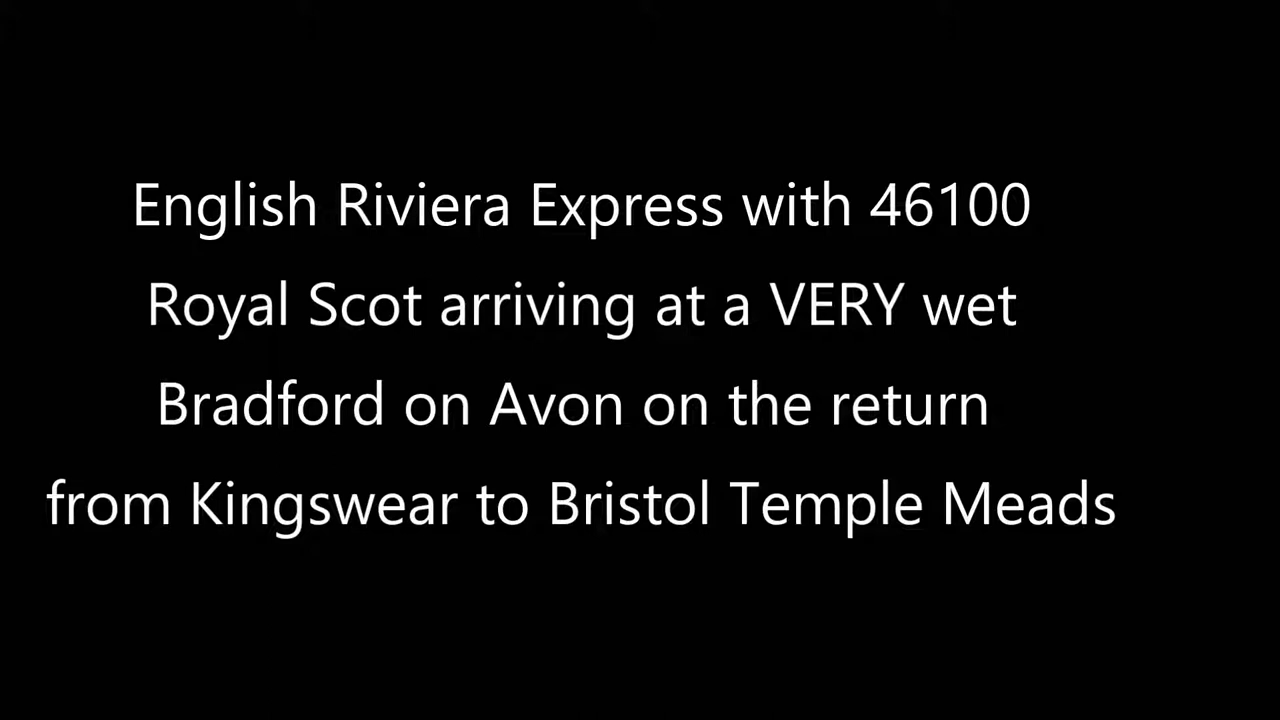 English Riviera Express with 46100
Royal Scot arriving at a VERY wet
Bradford on Avon on the return
from Kingswear to Bristol Temple Meads